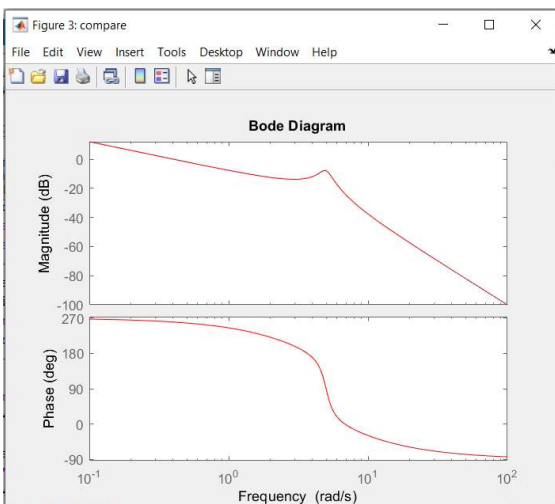 Figure 3: compare
File Edit View Insert Tools Desktop Window Help
Bode Diagram
Magnitude (dB)
0
-20
-40
-60
-80
-100
Phase (deg)
270
180
90
0
-90
10^-1 10^0 10^1 10^2
Frequency (rad/s)